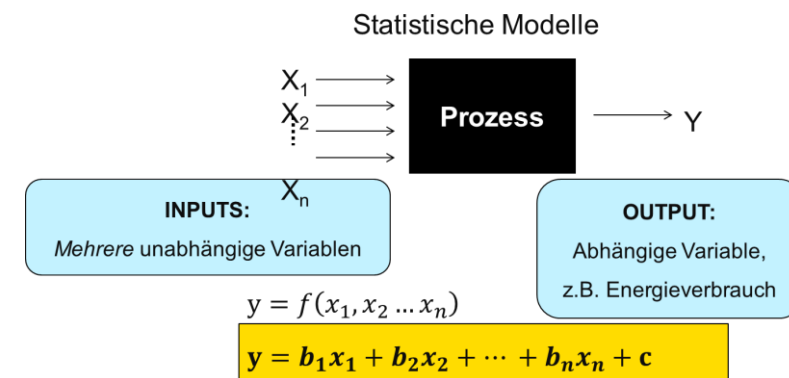 Statistische Modelle
X1
X2
Xn
Prozess
Y
INPUTS:
Mehrere unabhängige Variablen
OUTPUT:
Abhängige Variable,
z.B. Energieverbrauch
y = f(x₁, x₂ … xₙ)
y = b₁x₁ + b₂x₂ + ⋯ + bₙxₙ + c